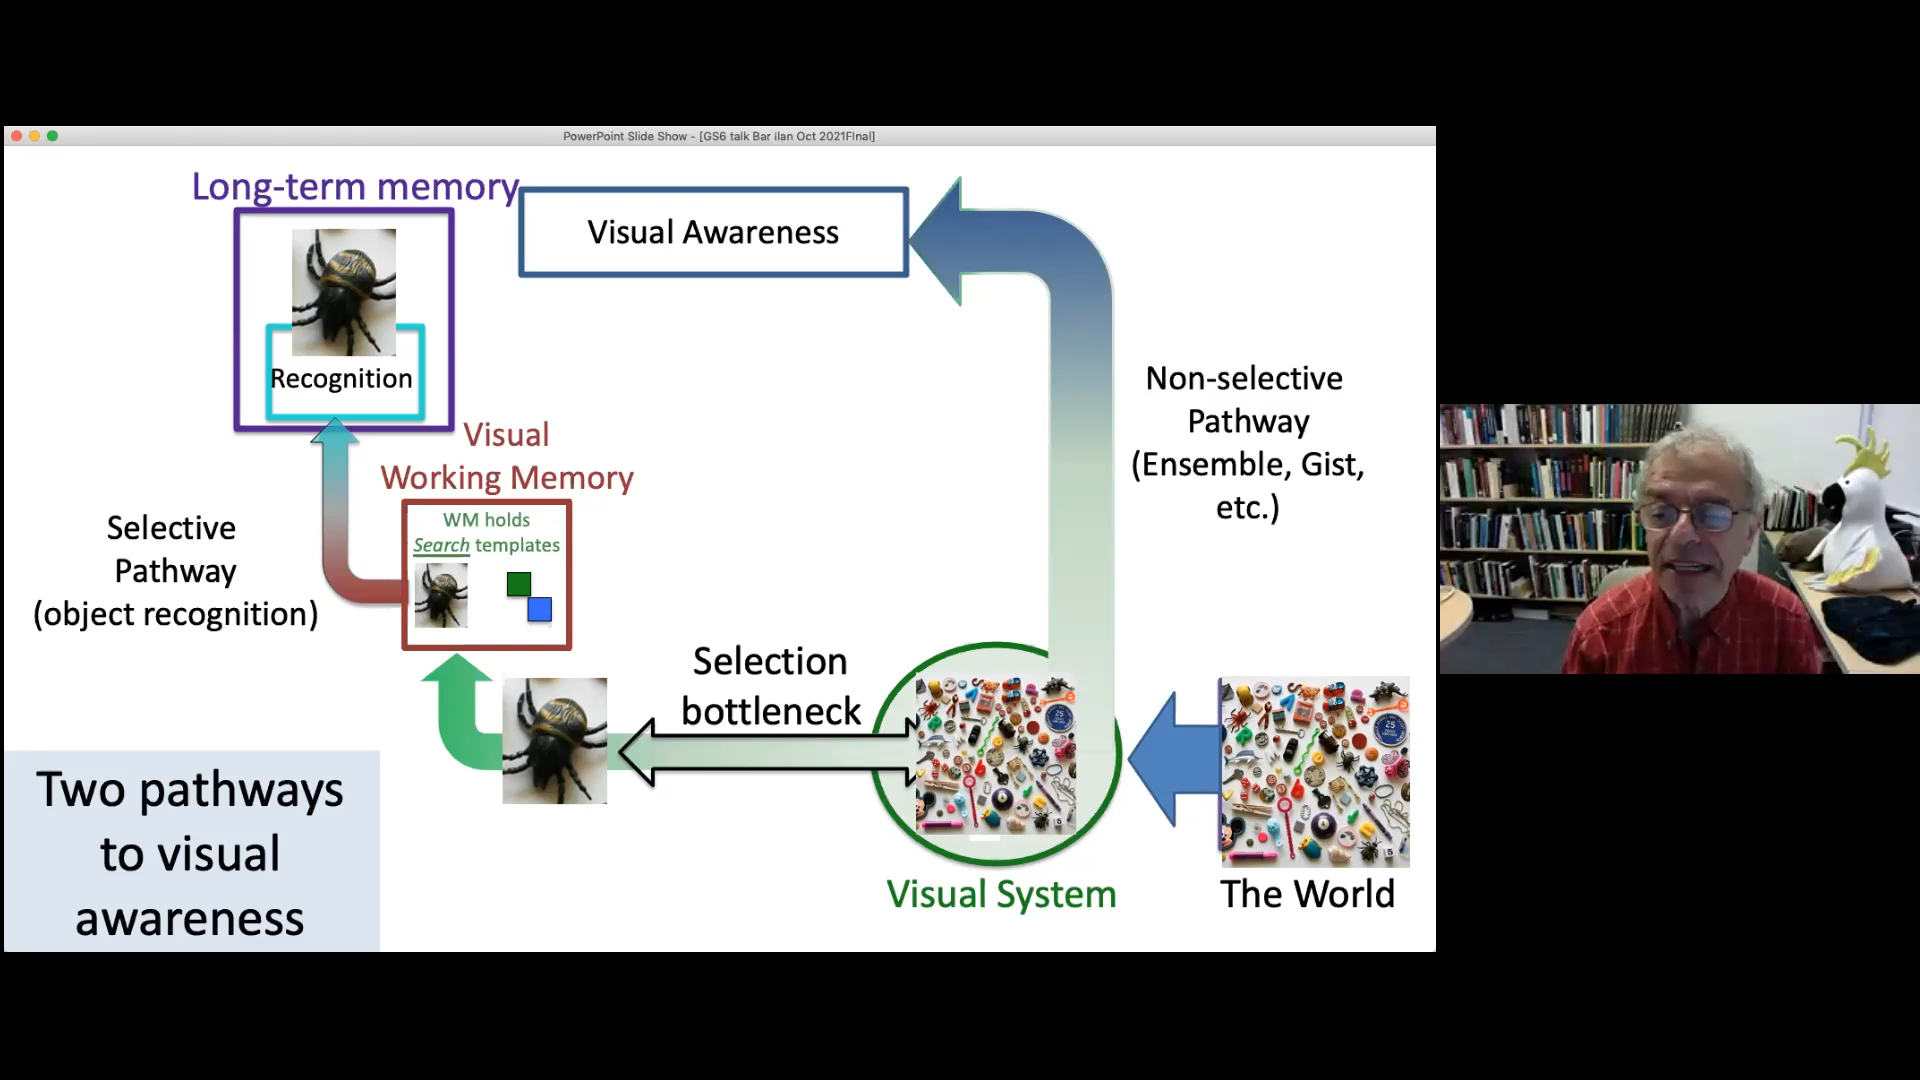 PowerPoint Slide Show - [GS6 talk Bar ilan Oct 2021FInal]
Long-term memory
Visual Awareness
Recognition
Visual
Working Memory
WM holds
Search templates
Selective
Pathway
(object recognition)
Non-selective
Pathway
(Ensemble, Gist,
etc.)
Selection
bottleneck
Visual System
The World
Two pathways
to visual
awareness
25
5